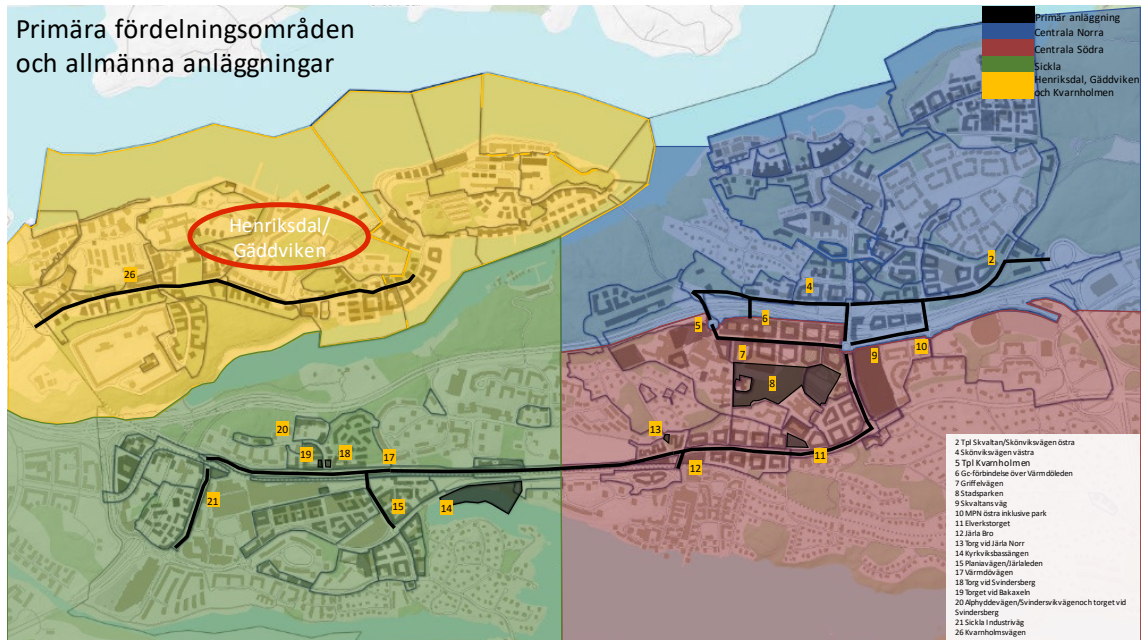 Primära fördelningsområden
och allmänna anläggningar
Primär anläggning
Centrala Norra
Centrala Södra
Sickla
Henriksdal, Gäddviken
och Kvarnholmen
Henriksdal/
Gäddviken
26
2
4
5
6
7
8
9
10
13
12
11
20
19
18
17
21
15
14
2 Tpl Skvaltan/Skönviksvägen östra
4 Skönviksvägen västra
5 Tpl Kvarnholmen
6 Gc-förbindelse över Värmdöleden
7 Griffelvägen
8 Stadsparken
9 Skvaltans väg
10 MPN östra inklusive park
11 Elverkstorget
12 Järla Bro
13 Torg vid Järla Norr
14 Kyrkviksbassängen
15 Planiavägen/Järlaleden
17 Värmdövägen
18 Torg vid Svindersberg
19 Torget vid Bakaxeln
20 Alphyddevägen/Svindersvikvägenoch torget vid
Svindersberg
21 Sickla Industriväg
26 Kvarnholmsvägen